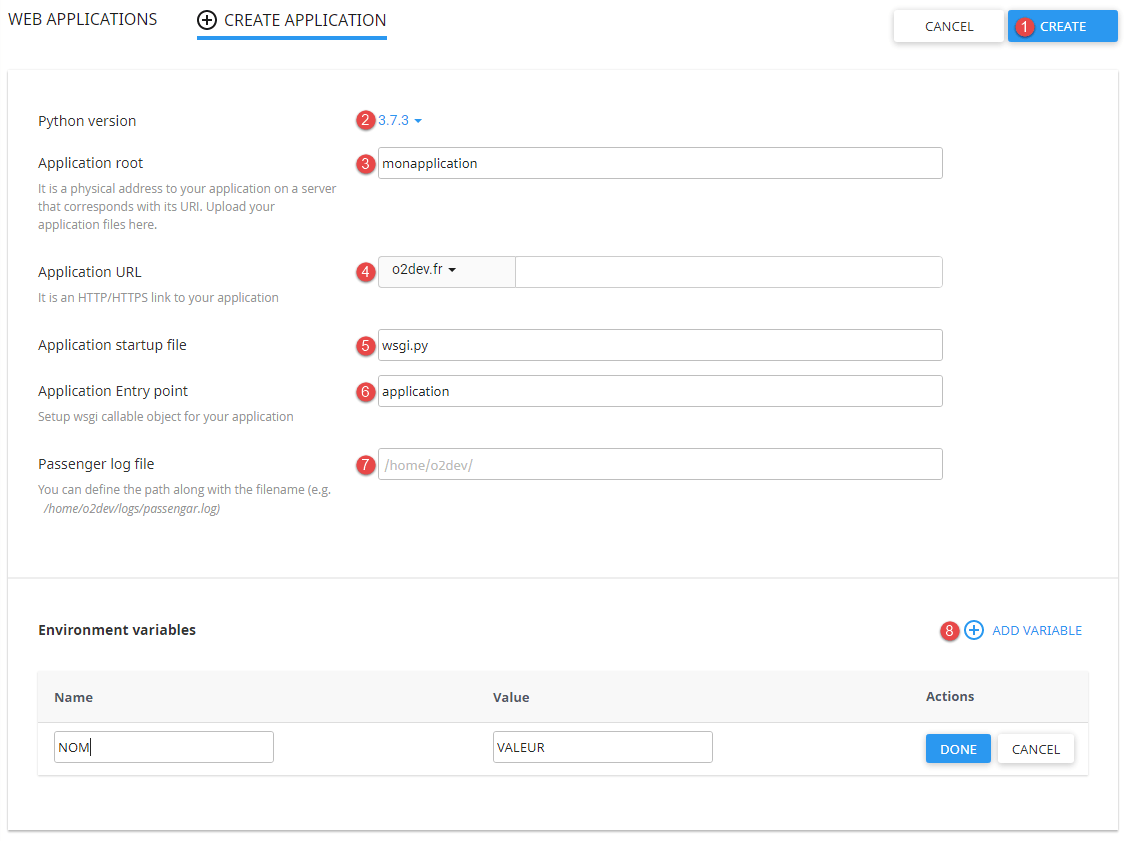 WEB APPLICATIONS
CREATE APPLICATION
CANCEL
1 CREATE
Python version
2 3.7.3
Application root
3 monapplication
It is a physical address to your application on a server
that corresponds with its URI. Upload your
application files here.
Application URL
4 o2dev.fr
It is an HTTP/HTTPS link to your application
Application startup file
5 wsgi.py
Application Entry point
6 application
Setup wsgi callable object for your application
Passenger log file
7 /home/o2dev/
You can define the path along with the filename (e.g.
/home/o2dev/logs/passengar.log)
Environment variables
8 ADD VARIABLE
Name Value Actions
NOM VALEUR DONE CANCEL